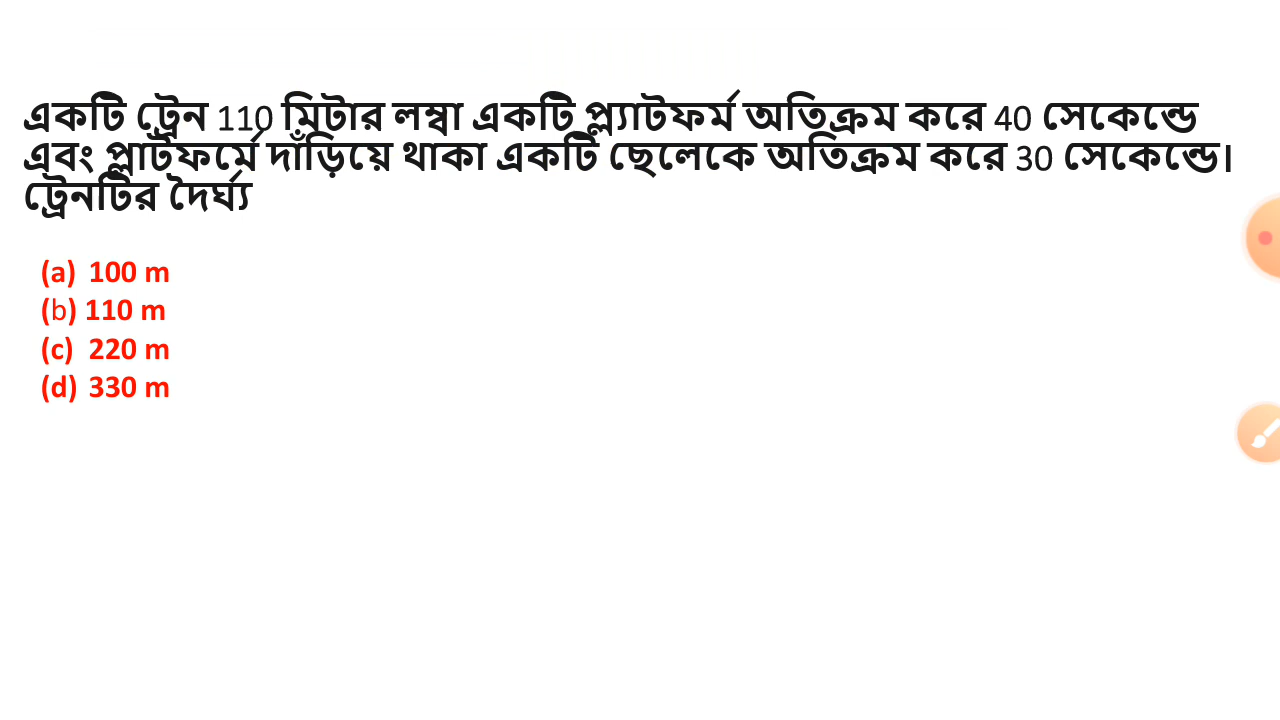 একটি ট্রেন 110 মিটার লম্বা একটি প্ল্যাটফর্ম অতিক্রম করে 40 সেকেন্ডে
এবং প্লাটফর্মে দাঁড়িয়ে থাকা একটি ছেলেকে অতিক্রম করে 30 সেকেন্ডে।
ট্রেনটির দৈর্ঘ্য
(a) 100 m
(b) 110 m
(c) 220 m
(d) 330 m